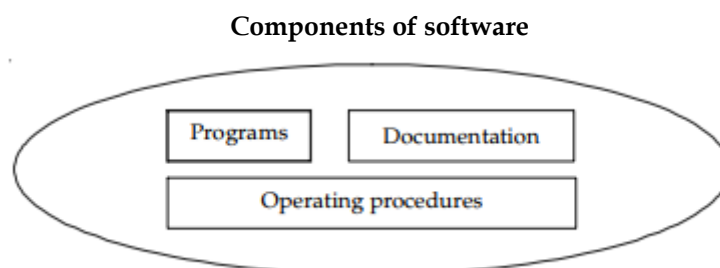 Components of software
Programs
Documentation
Operating procedures